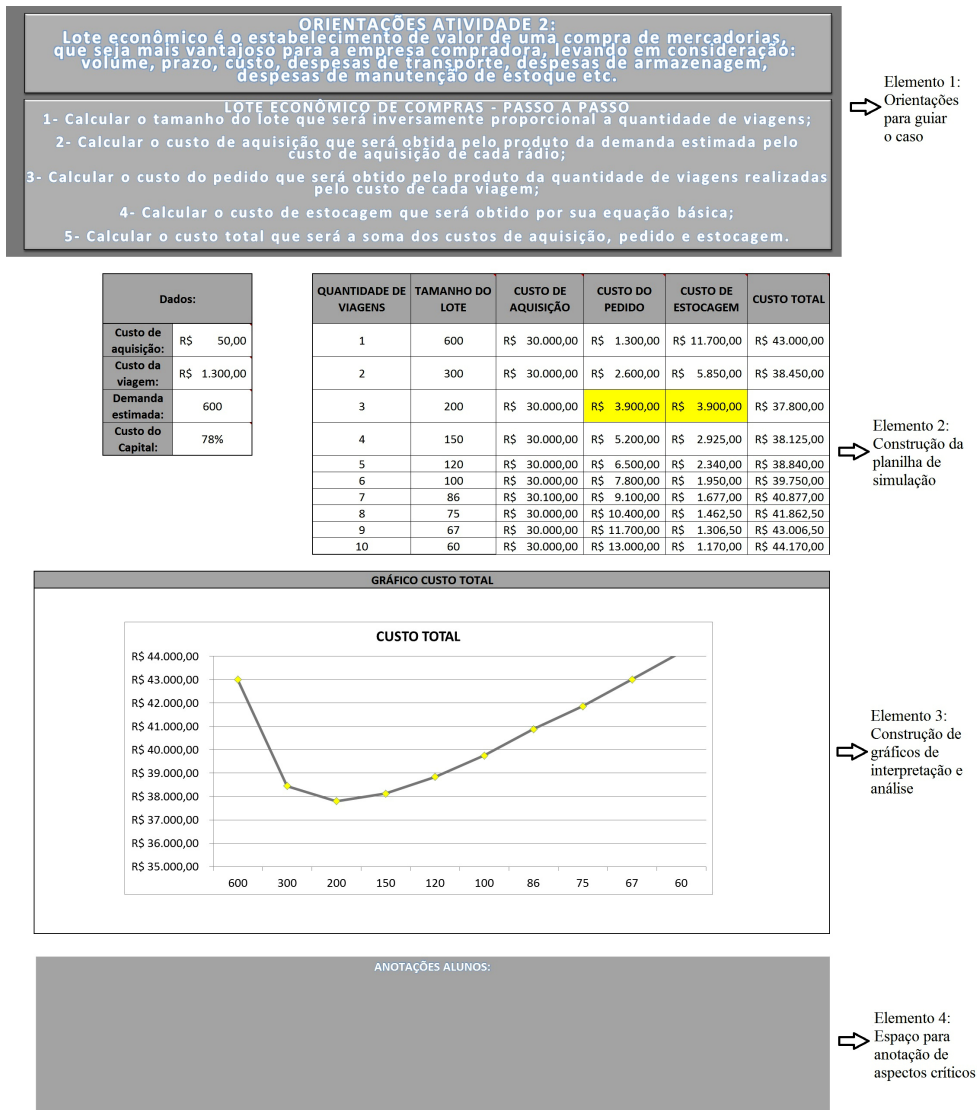 ORIENTAÇÕES ATIVIDADE 2:
Lote econômico é o estabelecimento de valor de uma compra de mercadorias,
que seja mais vantajoso para a empresa compradora, levando em consideração:
volume, prazo, custo, despesas de transporte, despesas de armazenagem,
despesas de manutenção de estoque etc.
LOTE ECONÔMICO DE COMPRAS - PASSO A PASSO
1- Calcular o tamanho do lote que será inversamente proporcional a quantidade de viagens;
2- Calcular o custo de aquisição que será obtida pelo produto da demanda estimada pelo
custo de aquisição de cada rádio;
3- Calcular o custo do pedido que será obtido pelo produto da quantidade de viagens realizadas
pelo custo de cada viagem;
4- Calcular o custo de estocagem que será obtido por sua equação básica;
5- Calcular o custo total que será a soma dos custos de aquisição, pedido e estocagem.
Elemento 1:
Orientações
para guiar
o caso
Dados:
Custo de
aquisição:
R$ 50,00
Custo da
viagem:
R$ 1.300,00
Demanda
estimada:
600
Custo do
Capital:
78%
QUANTIDADE DE
VIAGENS
TAMANHO DO
LOTE
CUSTO DE
AQUISIÇÃO
CUSTO DO
PEDIDO
CUSTO DE
ESTOCAGEM
CUSTO TOTAL
1 600 R$ 30.000,00 R$ 1.300,00 R$ 11.700,00 R$ 43.000,00
2 300 R$ 30.000,00 R$ 2.600,00 R$ 5.850,00 R$ 38.450,00
3 200 R$ 30.000,00 R$ 3.900,00 R$ 3.900,00 R$ 37.800,00
4 150 R$ 30.000,00 R$ 5.200,00 R$ 2.925,00 R$ 38.125,00
5 120 R$ 30.000,00 R$ 6.500,00 R$ 2.340,00 R$ 38.840,00
6 100 R$ 30.000,00 R$ 7.800,00 R$ 1.950,00 R$ 39.750,00
7 86 R$ 30.100,00 R$ 9.100,00 R$ 1.677,00 R$ 40.877,00
8 75 R$ 30.000,00 R$ 10.400,00 R$ 1.462,50 R$ 41.862,50
9 67 R$ 30.000,00 R$ 11.700,00 R$ 1.306,50 R$ 43.006,50
10 60 R$ 30.000,00 R$ 13.000,00 R$ 1.170,00 R$ 44.170,00
Elemento 2:
Construção da
planilha de
simulação
GRÁFICO CUSTO TOTAL
CUSTO TOTAL
R$ 44.000,00
R$ 43.000,00
R$ 42.000,00
R$ 41.000,00
R$ 40.000,00
R$ 39.000,00
R$ 38.000,00
R$ 37.000,00
R$ 36.000,00
R$ 35.000,00
600 300 200 150 120 100 86 75 67 60
Elemento 3:
Construção de
gráficos de
interpretação e
análise
ANOTAÇÕES ALUNOS:
Elemento 4:
Espaço para
anotação de
aspectos críticos